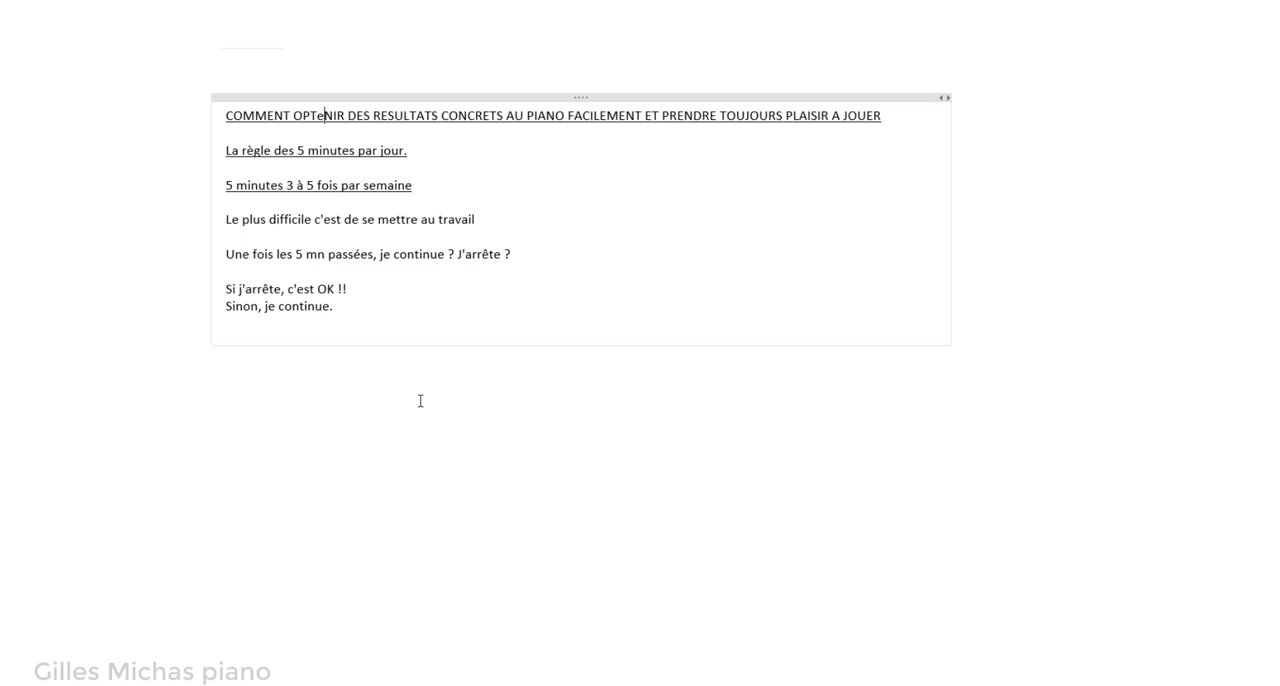 COMMENT OPTeNIR DES RESULTATS CONCRETS AU PIANO FACILEMENT ET PRENDRE TOUJOURS PLAISIR A JOUER
La règle des 5 minutes par jour.
5 minutes 3 à 5 fois par semaine
Le plus difficile c'est de se mettre au travail
Une fois les 5 mn passées, je continue ? J'arrête ?
Si j'arrête, c'est OK !!
Sinon, je continue.
Gilles Michas piano